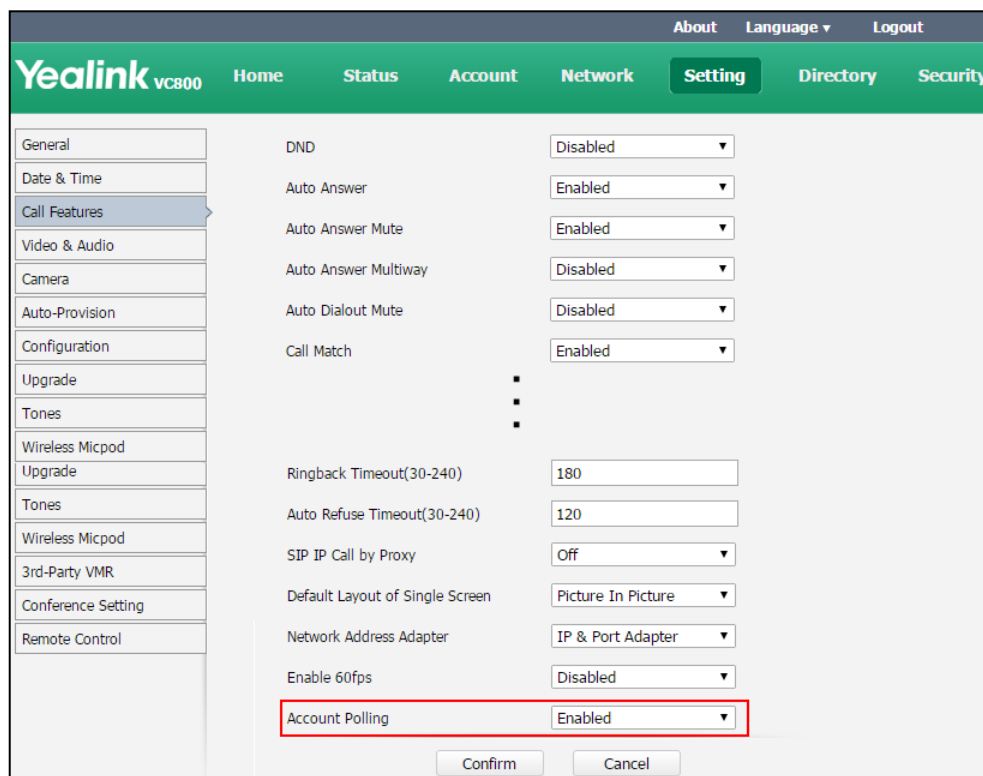 About Language ▾ Logout
Yealink VC800 Home Status Account Network Setting Directory Security
General
Date & Time
Call Features
Video & Audio
Camera
Auto-Provision
Configuration
Upgrade
Tones
Wireless Micpod
Upgrade
Tones
Wireless Micpod
3rd-Party VMR
Conference Setting
Remote Control
DND Disabled
Auto Answer Enabled
Auto Answer Mute Enabled
Auto Answer Multiway Disabled
Auto Dialout Mute Disabled
Call Match Enabled
Ringback Timeout(30-240) 180
Auto Refuse Timeout(30-240) 120
SIP IP Call by Proxy Off
Default Layout of Single Screen Picture In Picture
Network Address Adapter IP & Port Adapter
Enable 60fps Disabled
Account Polling Enabled
Confirm Cancel